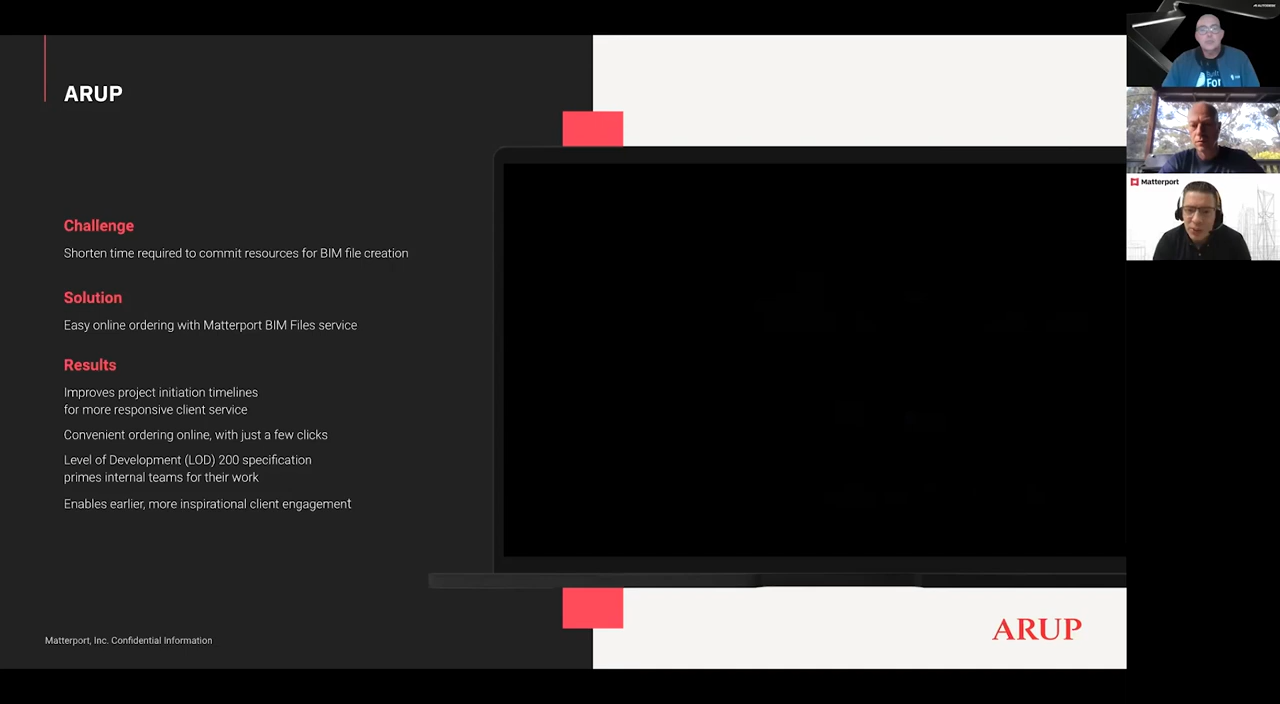 ARUP
Challenge
Shorten time required to commit resources for BIM file creation
Solution
Easy online ordering with Matterport BIM Files service
Results
Improves project initiation timelines
for more responsive client service
Convenient ordering online, with just a few clicks
Level of Development (LOD) 200 specification
primes internal teams for their work
Enables earlier, more inspirational client engagement
Matterport, Inc. Confidential Information
ARUP
Matterport